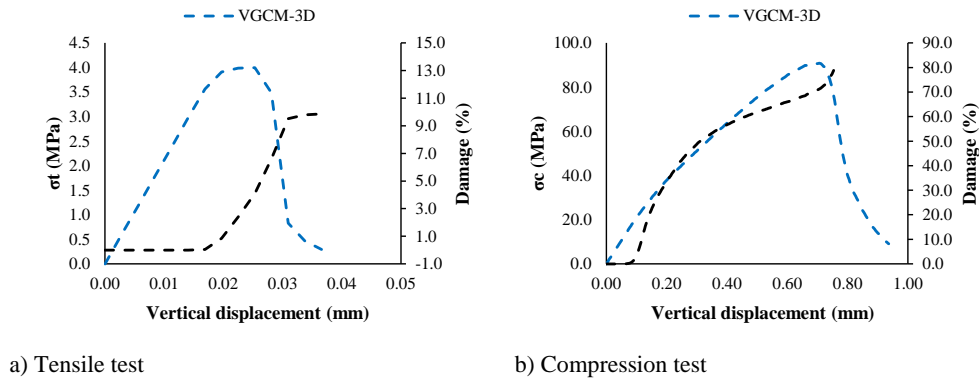 VGCM-3D
4.5
4.0
3.5
3.0
2.5
2.0
1.5
1.0
0.5
0.0
σt (MPa)
15.0
13.0
11.0
9.0
7.0
5.0
3.0
1.0
-1.0
Damage (%)
0.00 0.01 0.02 0.03 0.04 0.05
Vertical displacement (mm)
a) Tensile test
VGCM-3D
100.0
80.0
60.0
40.0
20.0
0.0
σc (MPa)
90.0
80.0
70.0
60.0
50.0
40.0
30.0
20.0
10.0
0.0
Damage (%)
0.00 0.20 0.40 0.60 0.80 1.00
Vertical displacement (mm)
b) Compression test